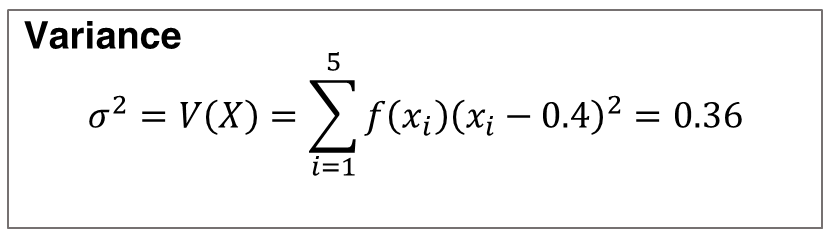 Variance
σ² = V(X) = ∑_{i=1}^{5} f(x_i)(x_i − 0.4)² = 0.36